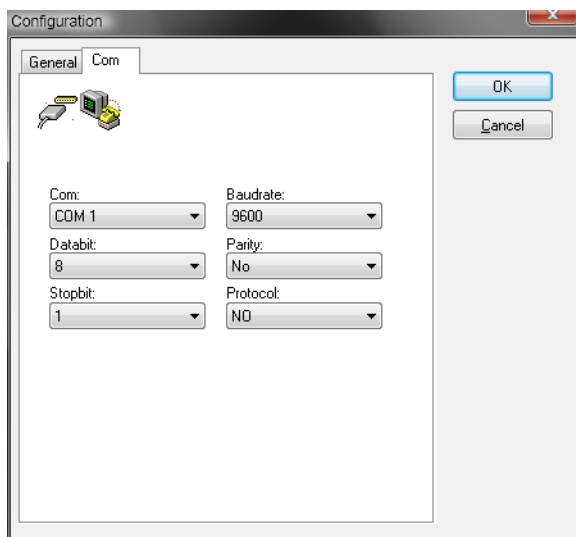 Configuration
General Com
OK
Cancel
Com: Baudrate:
COM 1 9600
Databit: Parity:
8 No
Stopbit: Protocol:
1 NO